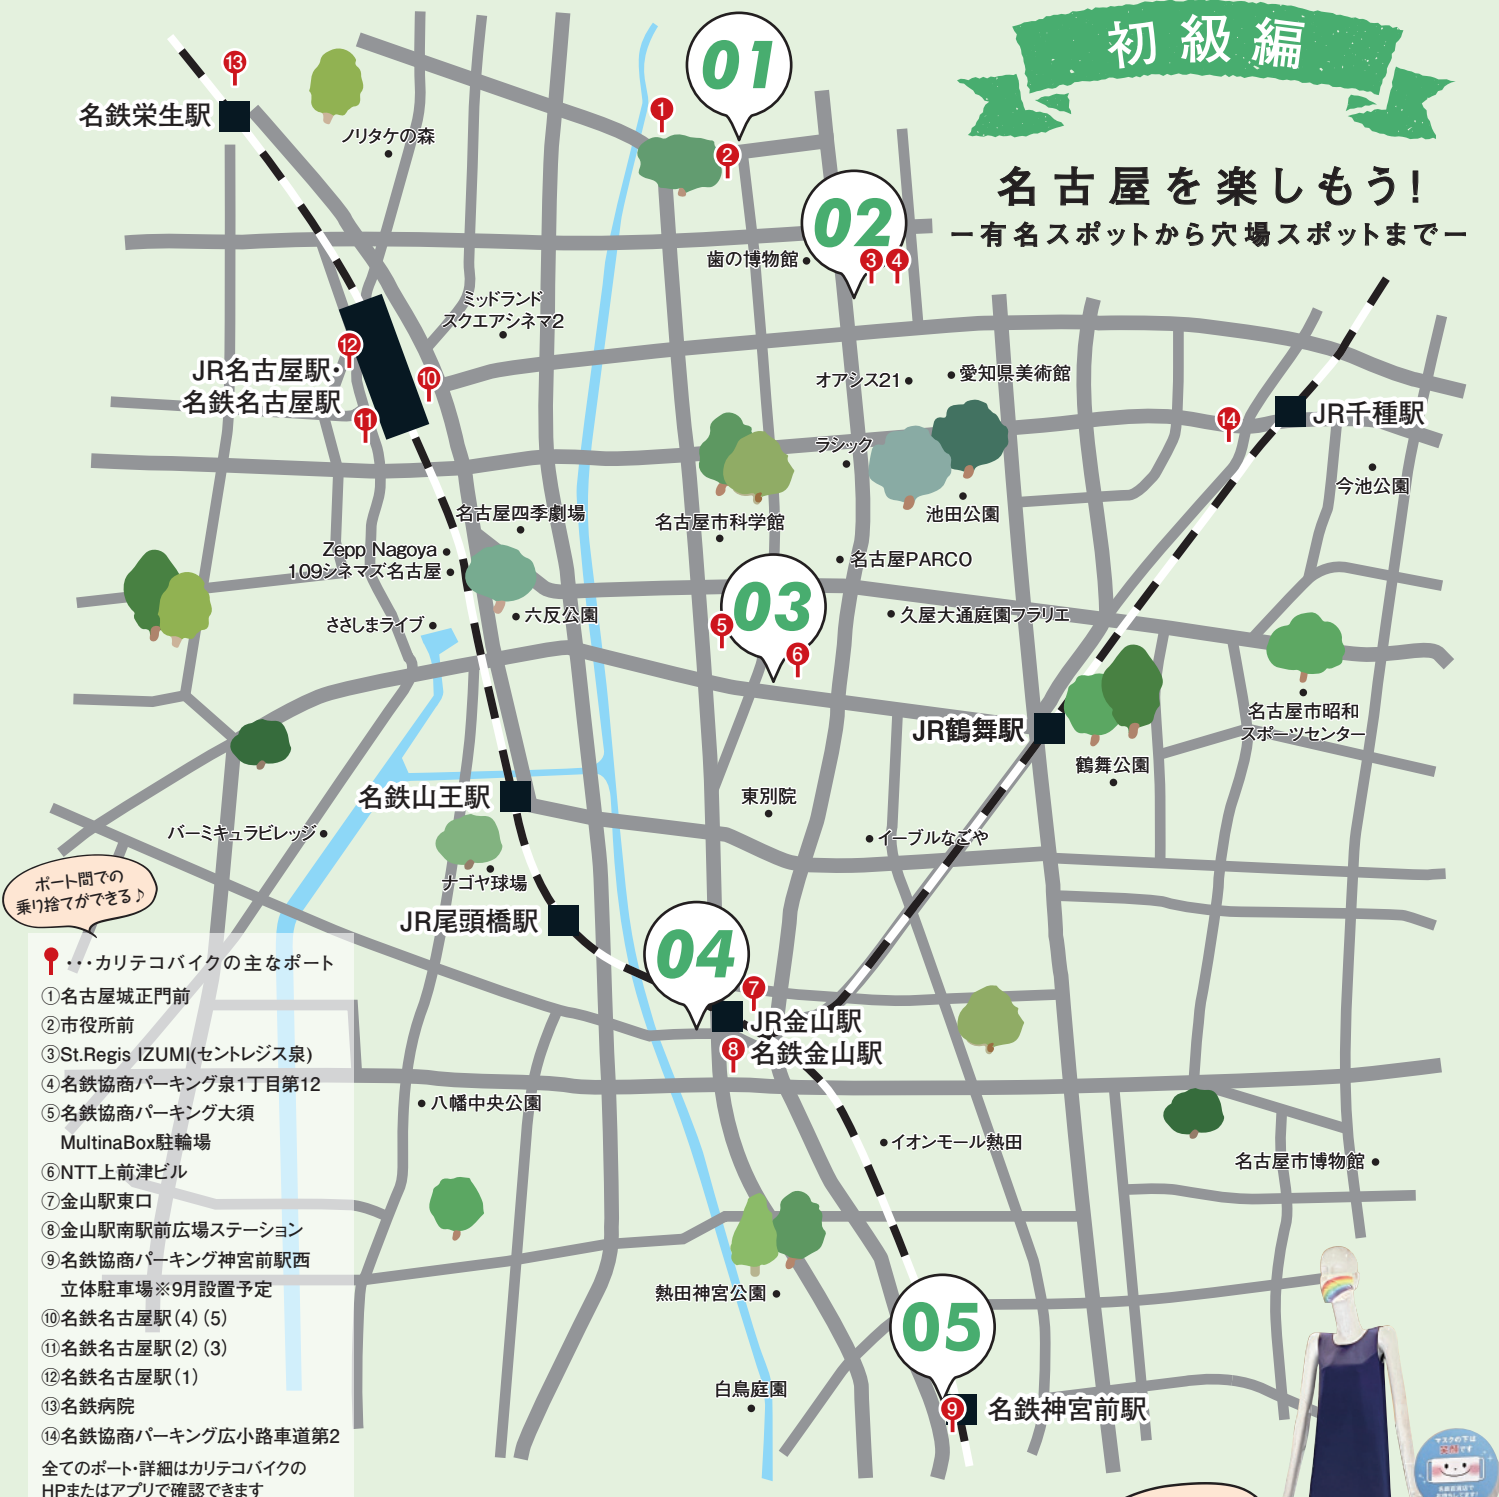 初級編
名古屋を楽しもう!
ー有名スポットから穴場スポットまでー
01
02
03
04
05
13
1
2
3
4
12
10
11
14
5
6
7
8
9
名鉄栄生駅
ノリタケの森
歯の博物館
ミッドランド
スクエアシネマ2
JR名古屋駅・
名鉄名古屋駅
オアシス21
愛知県美術館
JR千種駅
ラシック
今池公園
名古屋四季劇場
名古屋市科学館
池田公園
Zepp Nagoya
109シネマズ名古屋
名古屋PARCO
六反公園
ささしまライブ
久屋大通庭園フラリエ
JR鶴舞駅
名古屋市昭和
スポーツセンター
鶴舞公園
名鉄山王駅
東別院
バーミキュラビレッジ
イーブルなごや
ナゴヤ球場
JR尾頭橋駅
JR金山駅
名鉄金山駅
八幡中央公園
イオンモール熱田
名古屋市博物館
熱田神宮公園
白鳥庭園
名鉄神宮前駅
ポート間での
乗り捨てができる♪
・・・カリテコバイクの主なポート
①名古屋城正門前
②市役所前
③St.Regis IZUMI(セントレジス泉)
④名鉄協商パーキング泉1丁目第12
⑤名鉄協商パーキング大須
MultinaBox駐輪場
⑥NTT上前津ビル
⑦金山駅東口
⑧金山駅南駅前広場ステーション
⑨名鉄協商パーキング神宮前駅西
立体駐車場※9月設置予定
⑩名鉄名古屋駅(4)(5)
⑪名鉄名古屋駅(2)(3)
⑫名鉄名古屋駅(1)
⑬名鉄病院
⑭名鉄協商パーキング広小路車道第2
全てのポート・詳細はカリテコバイクの
HPまたはアプリで確認できます
マスクの下は
笑顔です